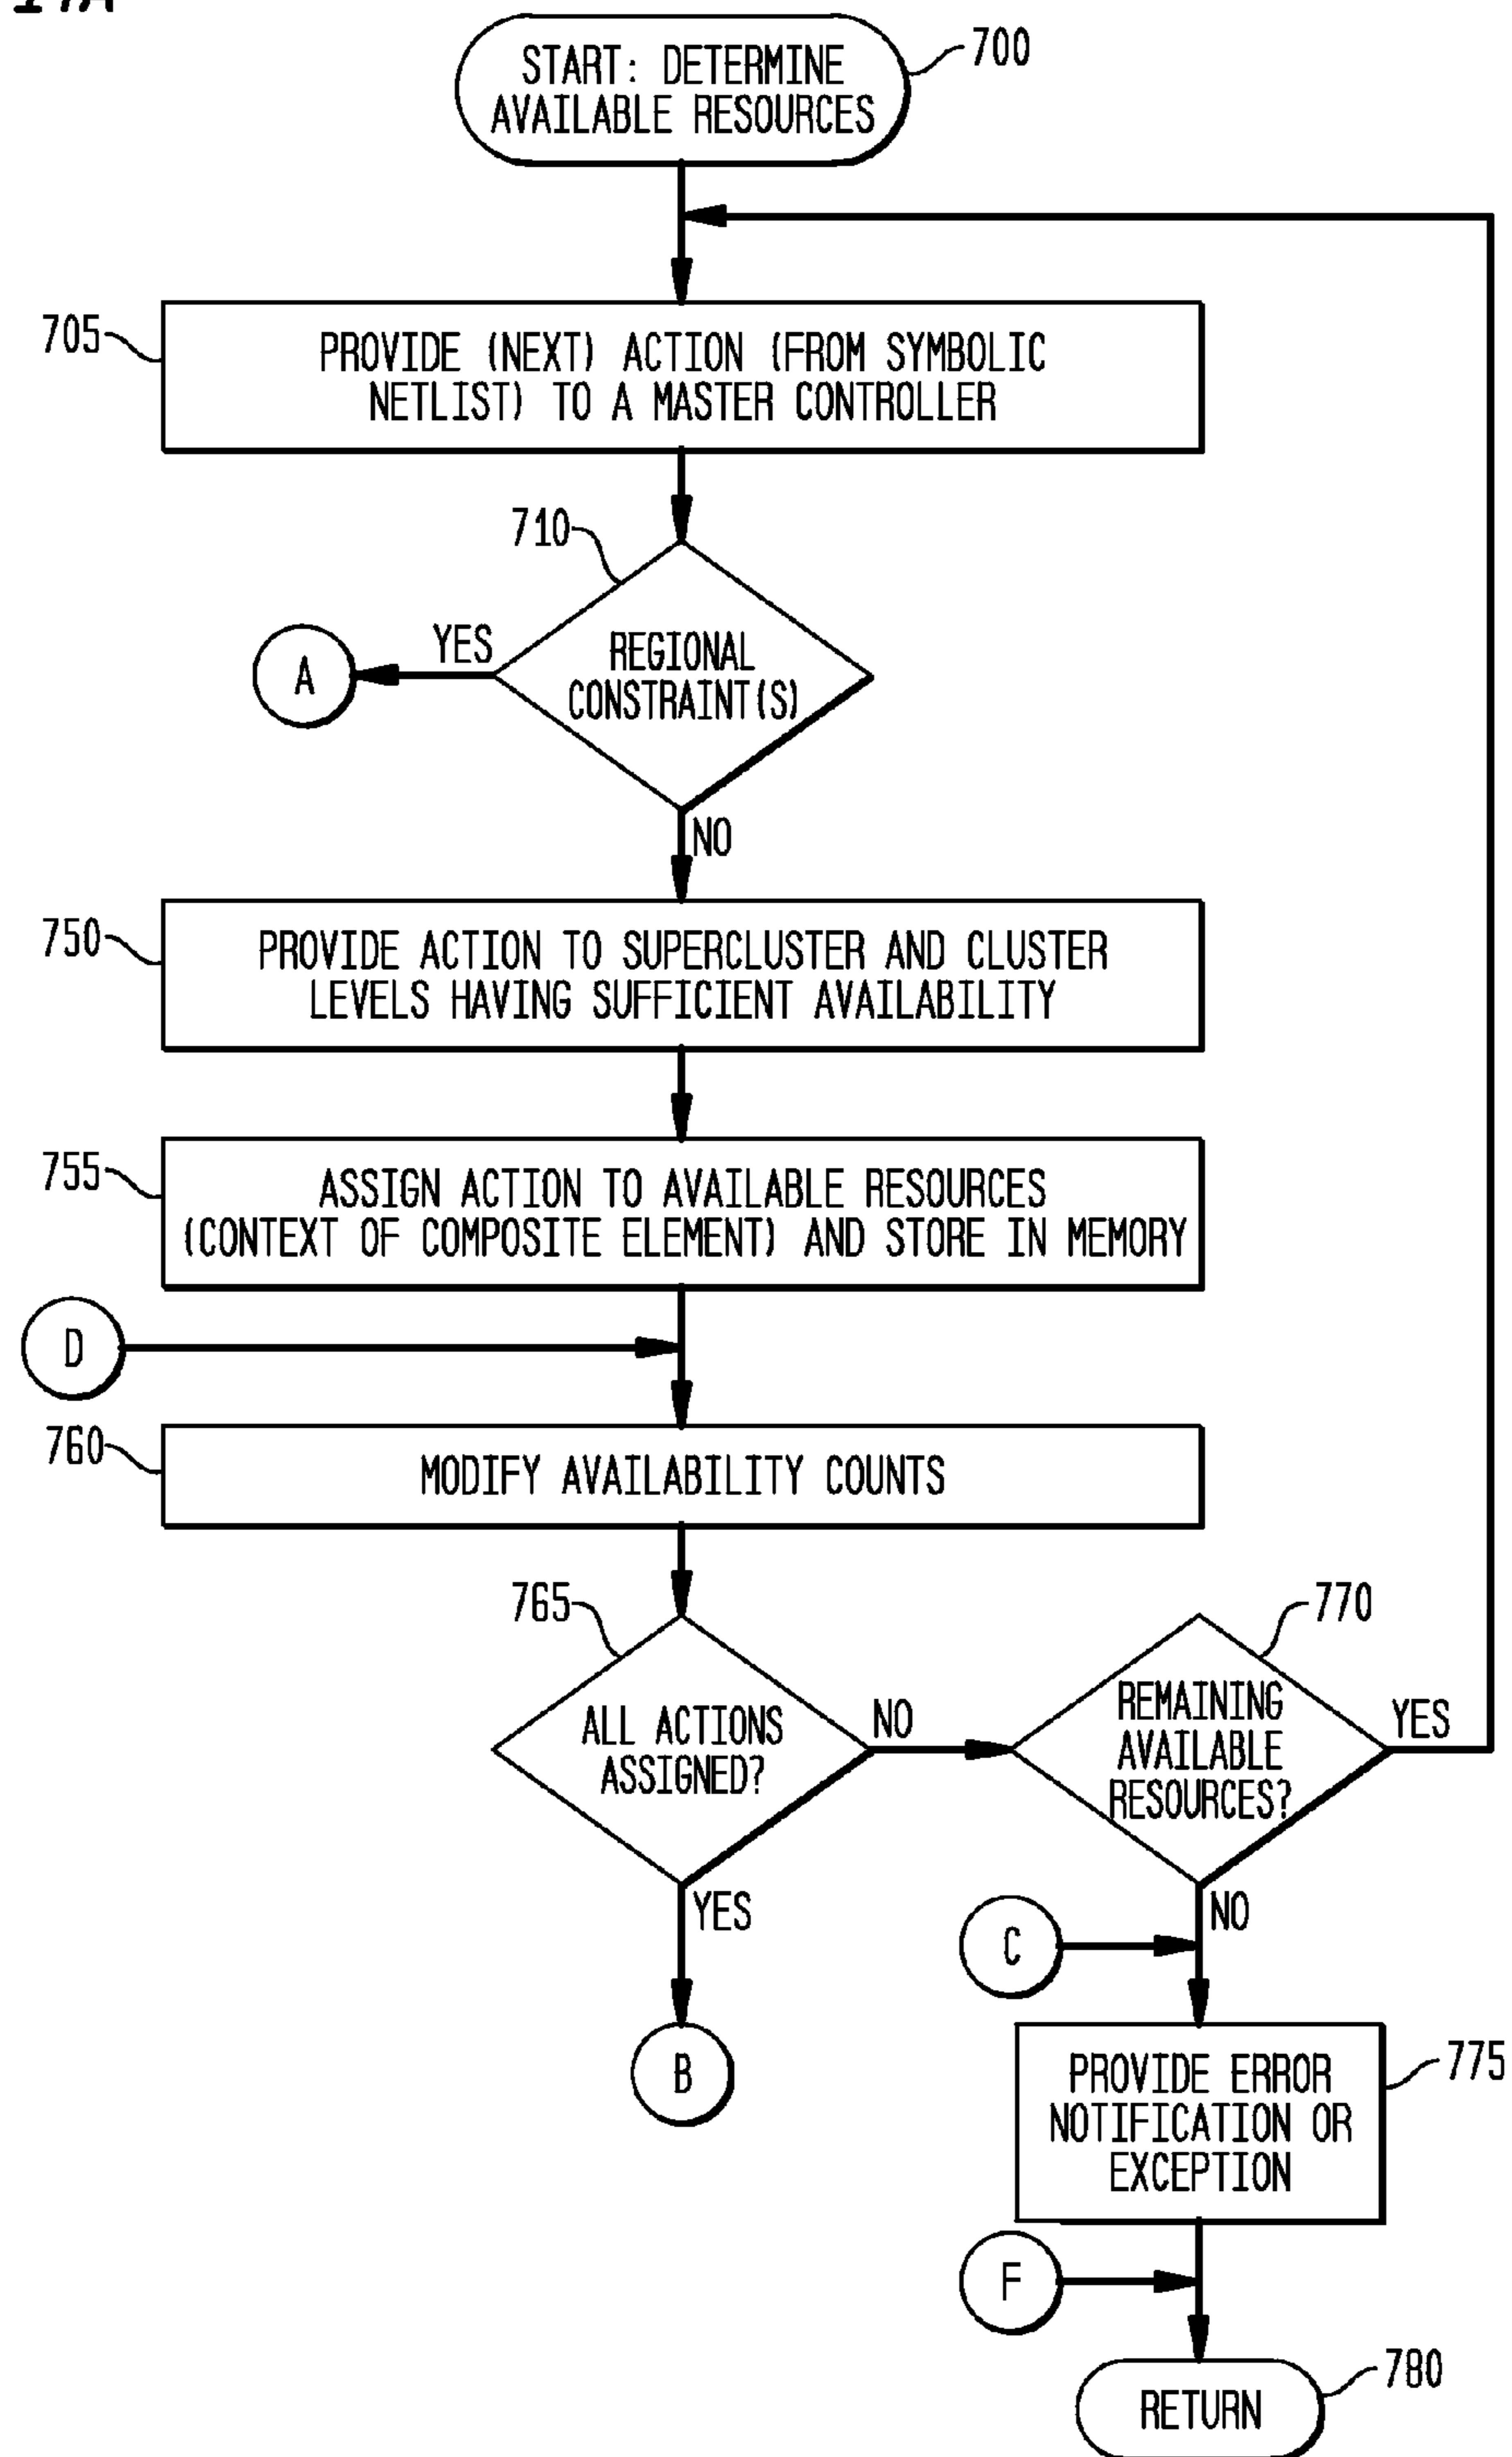 START: DETERMINE
AVAILABLE RESOURCES
700
705
PROVIDE (NEXT) ACTION (FROM SYMBOLIC
NETLIST) TO A MASTER CONTROLLER
710
REGIONAL
CONSTRAINT(S)
YES
A
NO
750
PROVIDE ACTION TO SUPERCLUSTER AND CLUSTER
LEVELS HAVING SUFFICIENT AVAILABILITY
755
ASSIGN ACTION TO AVAILABLE RESOURCES
(CONTEXT OF COMPOSITE ELEMENT) AND STORE IN MEMORY
D
760
MODIFY AVAILABILITY COUNTS
765
ALL ACTIONS
ASSIGNED?
NO
770
REMAINING
AVAILABLE
RESOURCES?
YES
YES
NO
C
B
775
PROVIDE ERROR
NOTIFICATION OR
EXCEPTION
F
780
RETURN